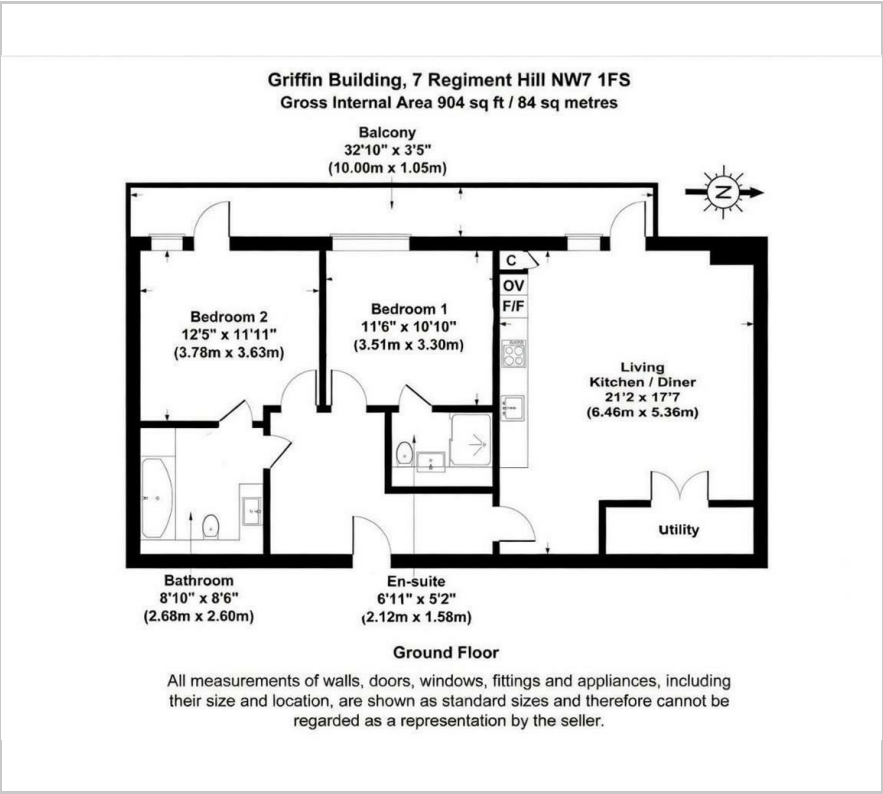 Griffin Building, 7 Regiment Hill NW7 1FS
Gross Internal Area 904 sq ft / 84 sq metres
Balcony
32'10" x 3'5"
(10.00m x 1.05m)
N
C
OV
F/F
Bedroom 2
12'5" x 11'11"
(3.78m x 3.63m)
Bedroom 1
11'6" x 10'10"
(3.51m x 3.30m)
Living
Kitchen / Diner
21'2 x 17'7
(6.46m x 5.36m)
Utility
Bathroom
8'10" x 8'6"
(2.68m x 2.60m)
En-suite
6'11" x 5'2"
(2.12m x 1.58m)
Ground Floor
All measurements of walls, doors, windows, fittings and appliances, including
their size and location, are shown as standard sizes and therefore cannot be
regarded as a representation by the seller.